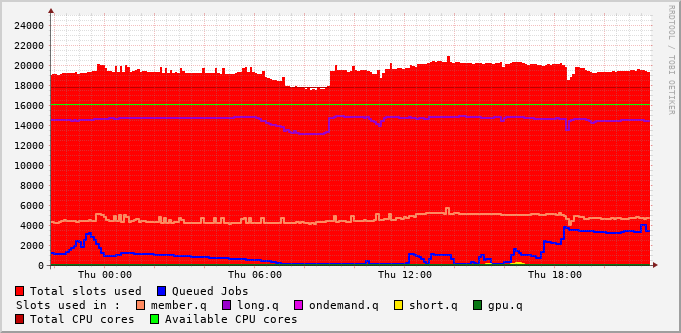 24000
22000
20000
18000
16000
14000
12000
10000
8000
6000
4000
2000
0
Thu 00:00 Thu 06:00 Thu 12:00 Thu 18:00
RRDTOOL / TOBI OETIKER
Total slots used Queued Jobs
Slots used in : member.q long.q ondemand.q short.q gpu.q
Total CPU cores Available CPU cores